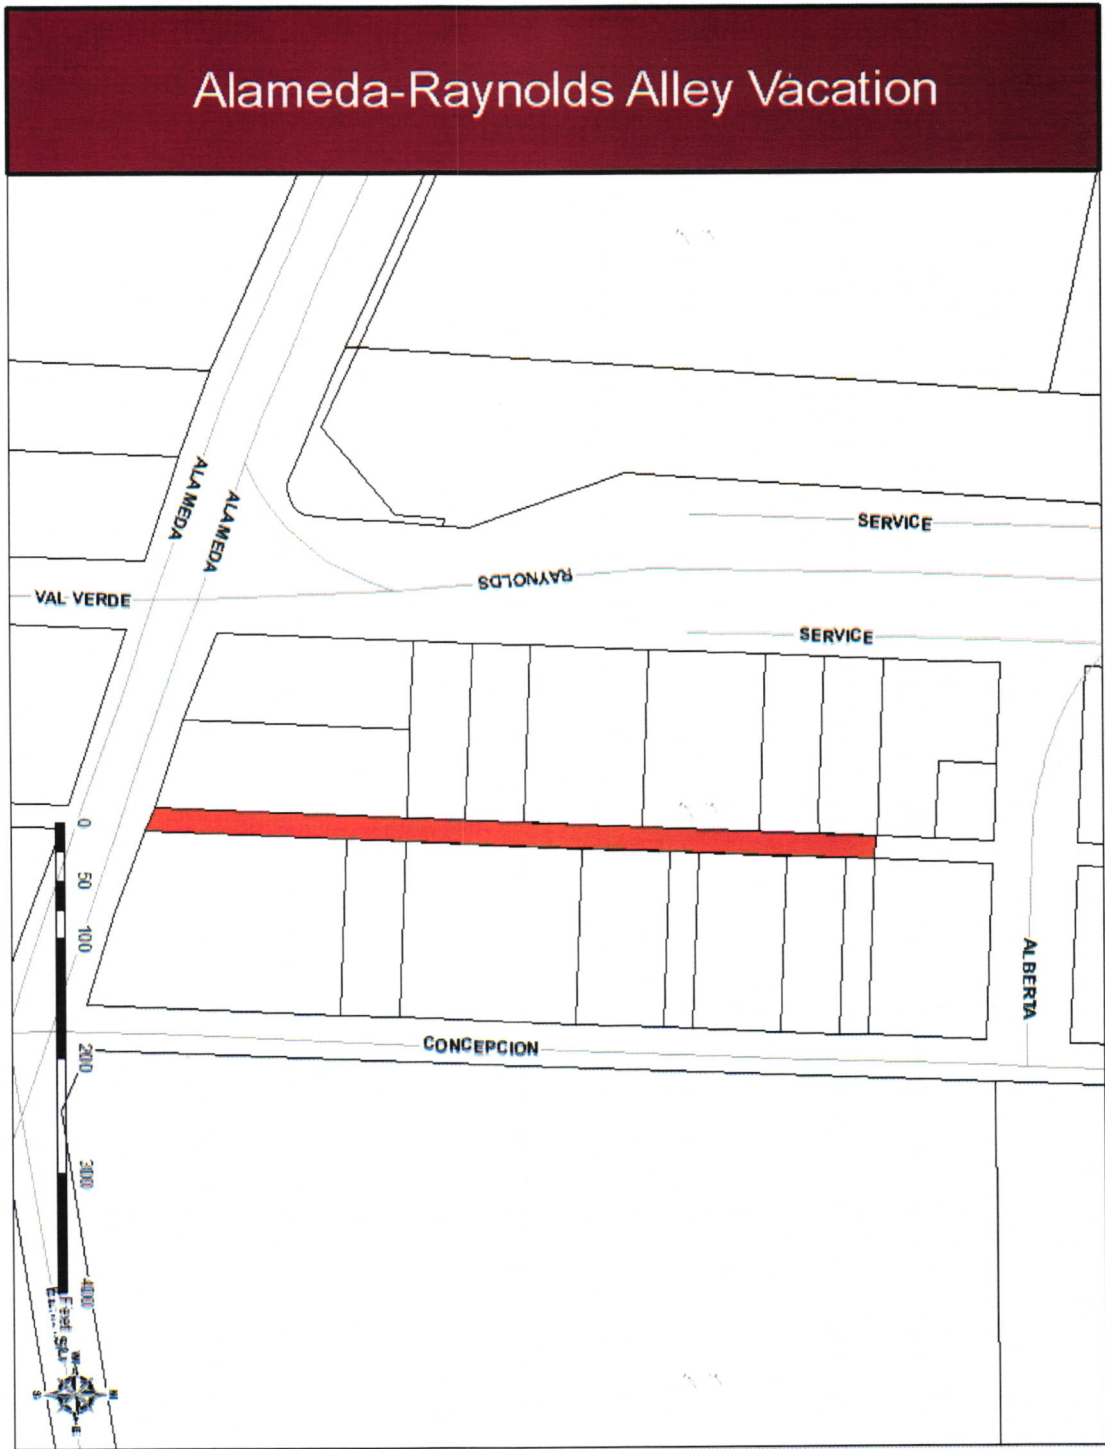 Alameda-Raynolds Alley Vacation
ALAMEDA
ALAMEDA
SERVICE
RAYNOLDS
VAL VERDE
SERVICE
ALBERTA
CONCEPCION
0
50
100
200
300
400
Feet
W
N
S
E